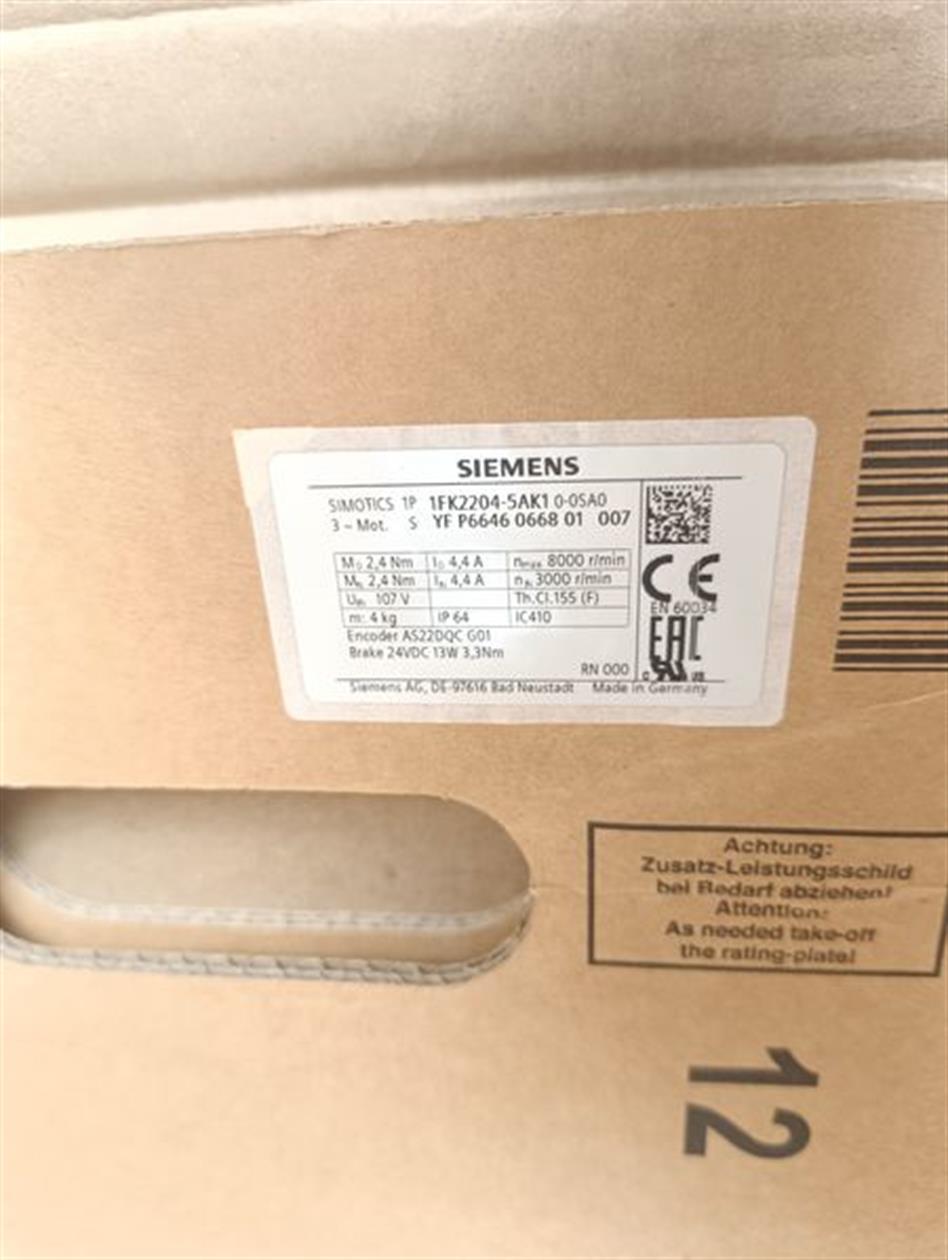 SIEMENS
SIMOTICS 1P 1FK2204-5AK1 0-0SA0
3 ~ Mot. S YF P6646 0668 01 007
M₀ 2,4 Nm I₀ 4,4 A nmax 8000 r/min
MN 2,4 Nm IN 4,4 A nN 3000 r/min
UIN 107 V Th.Cl.155 (F)
m: 4 kg IP 64 IC410
Encoder AS22DQC G01
Brake 24VDC 13W 3,3Nm
RN 000
CE
EN 60034
EAC
Siemens AG, DE-97616 Bad Neustadt Made in Germany
Achtung:
Zusatz-Leistungsschild
bei Bedarf abziehen!
Attention:
As needed take-off
the rating-plate!
12